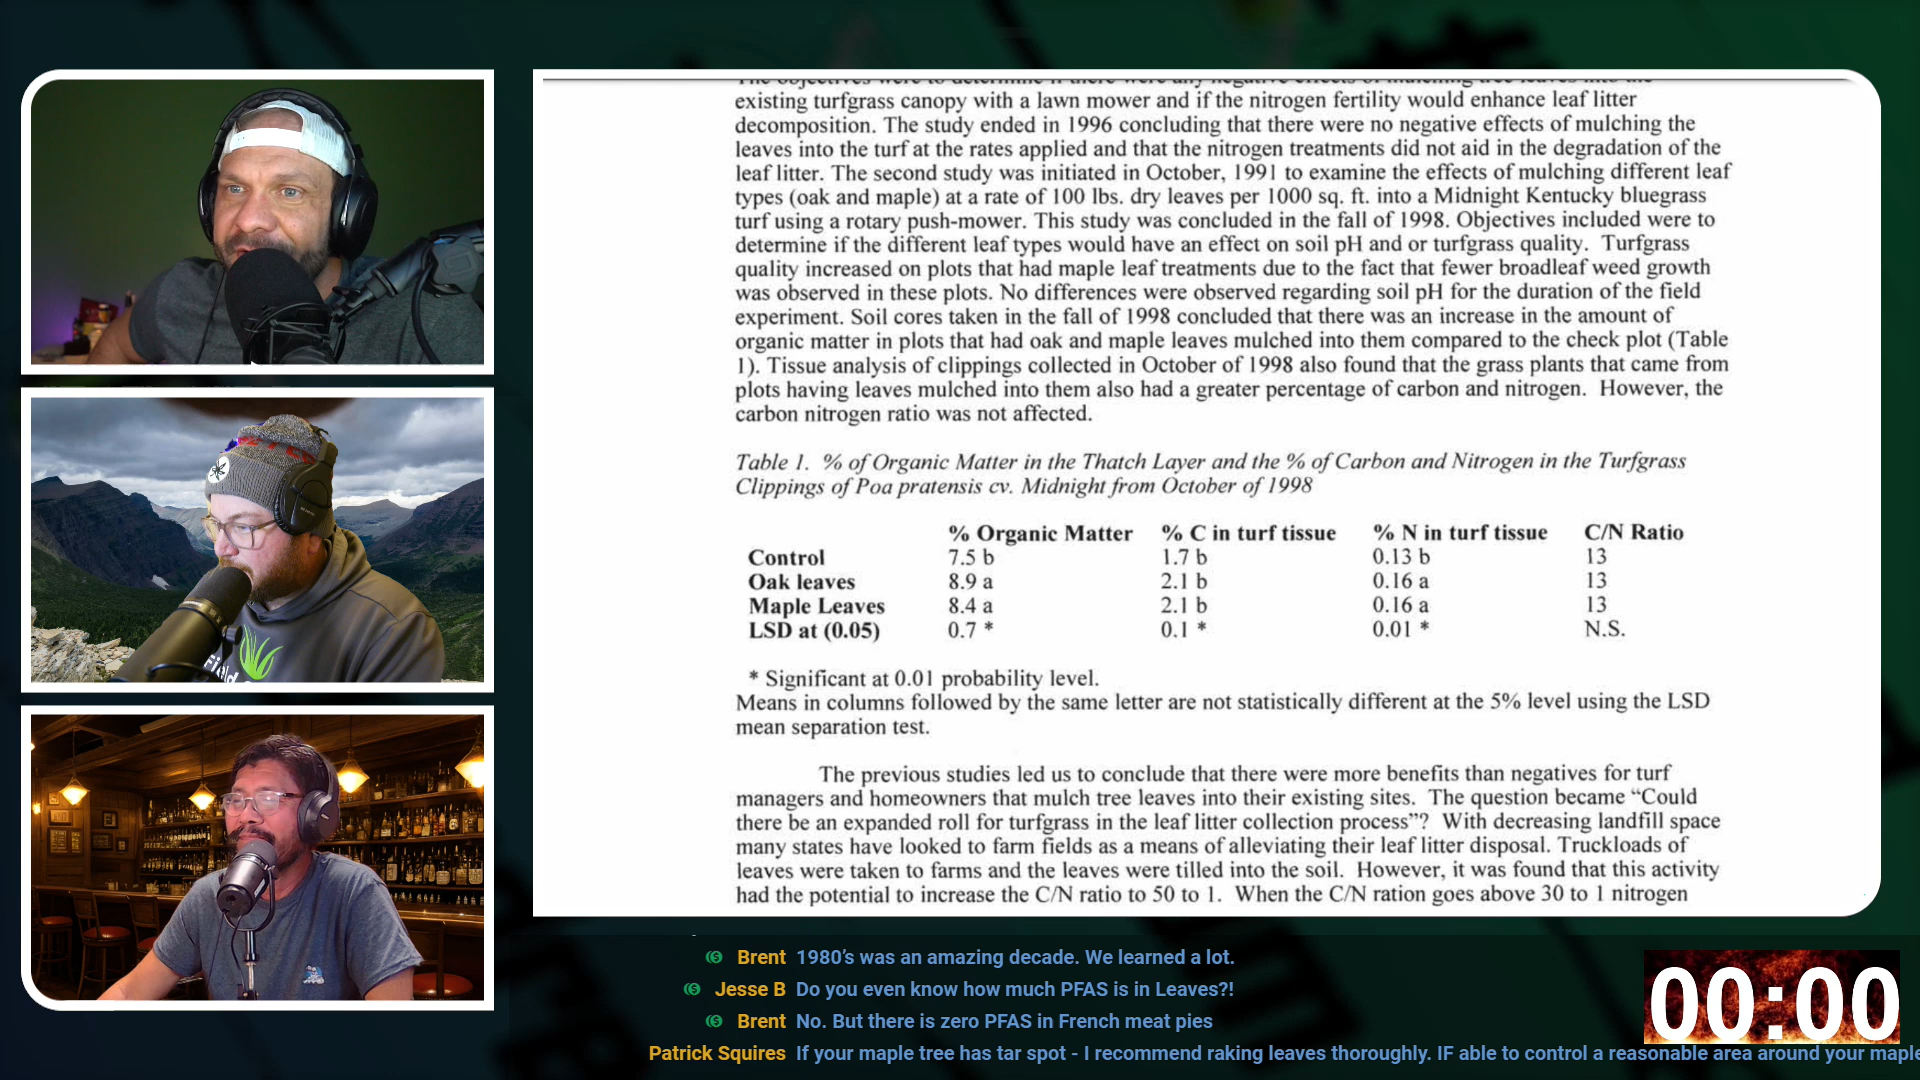 The objectives were to determine if there were any negative effects of mulching tree leaves into the
existing turfgrass canopy with a lawn mower and if the nitrogen fertility would enhance leaf litter
decomposition. The study ended in 1996 concluding that there were no negative effects of mulching the
leaves into the turf at the rates applied and that the nitrogen treatments did not aid in the degradation of the
leaf litter. The second study was initiated in October, 1991 to examine the effects of mulching different leaf
types (oak and maple) at a rate of 100 lbs. dry leaves per 1000 sq. ft. into a Midnight Kentucky bluegrass
turf using a rotary push-mower. This study was concluded in the fall of 1998. Objectives included were to
determine if the different leaf types would have an effect on soil pH and or turfgrass quality. Turfgrass
quality increased on plots that had maple leaf treatments due to the fact that fewer broadleaf weed growth
was observed in these plots. No differences were observed regarding soil pH for the duration of the field
experiment. Soil cores taken in the fall of 1998 concluded that there was an increase in the amount of
organic matter in plots that had oak and maple leaves mulched into them compared to the check plot (Table
1). Tissue analysis of clippings collected in October of 1998 also found that the grass plants that came from
plots having leaves mulched into them also had a greater percentage of carbon and nitrogen. However, the
carbon nitrogen ratio was not affected.
Table 1. % of Organic Matter in the Thatch Layer and the % of Carbon and Nitrogen in the Turfgrass
Clippings of Poa pratensis cv. Midnight from October of 1998
% Organic Matter % C in turf tissue % N in turf tissue C/N Ratio
Control 7.5 b 1.7 b 0.13 b 13
Oak leaves 8.9 a 2.1 b 0.16 a 13
Maple Leaves 8.4 a 2.1 b 0.16 a 13
LSD at (0.05) 0.7 * 0.1 * 0.01 * N.S.
* Significant at 0.01 probability level.
Means in columns followed by the same letter are not statistically different at the 5% level using the LSD
mean separation test.
The previous studies led us to conclude that there were more benefits than negatives for turf
managers and homeowners that mulch tree leaves into their existing sites. The question became “Could
there be an expanded roll for turfgrass in the leaf litter collection process”? With decreasing landfill space
many states have looked to farm fields as a means of alleviating their leaf litter disposal. Truckloads of
leaves were taken to farms and the leaves were tilled into the soil. However, it was found that this activity
had the potential to increase the C/N ratio to 50 to 1. When the C/N ration goes above 30 to 1 nitrogen
Brent 1980’s was an amazing decade. We learned a lot.
Jesse B Do you even know how much PFAS is in Leaves?!
Brent No. But there is zero PFAS in French meat pies
Patrick Squires If your maple tree has tar spot - I recommend raking leaves thoroughly. IF able to control a reasonable area around your maple
00:00
Field